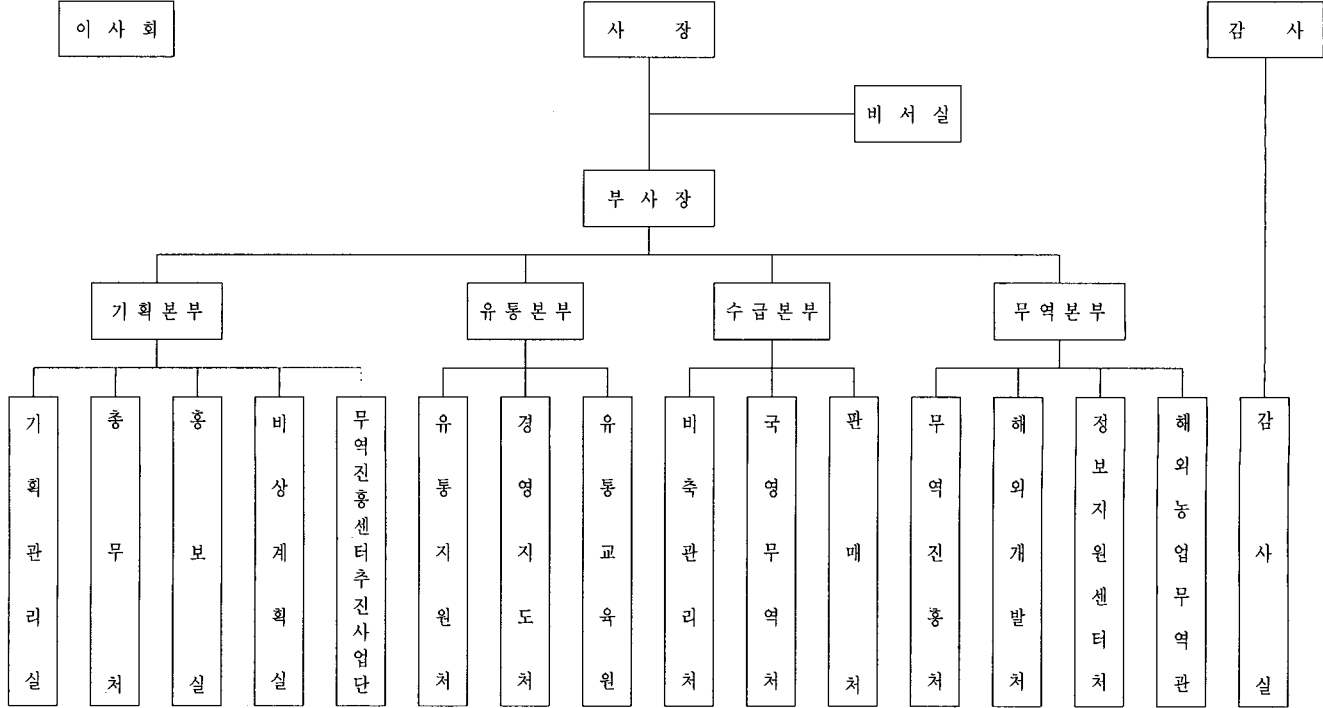 이사회
사장
감사
비서실
부사장
기획본부
유통본부
수급본부
무역본부
기획관리실
총무처
홍보실
비상계획실
무역진흥센터추진사업단
유통지원처
경영지도처
유통교육원
비축관리처
국영무역처
판매처
무역진흥처
해외개발처
정보지원센터처
해외농업무역관
감사실